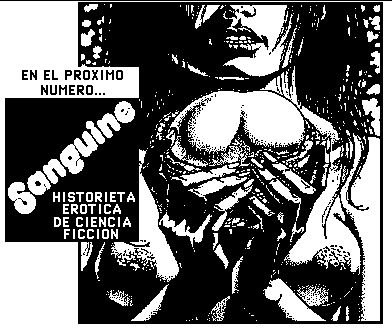 EN EL PROXIMO
NUMERO...
Sanguine
HISTORIETA
EROTICA
DE CIENCIA
FICCION